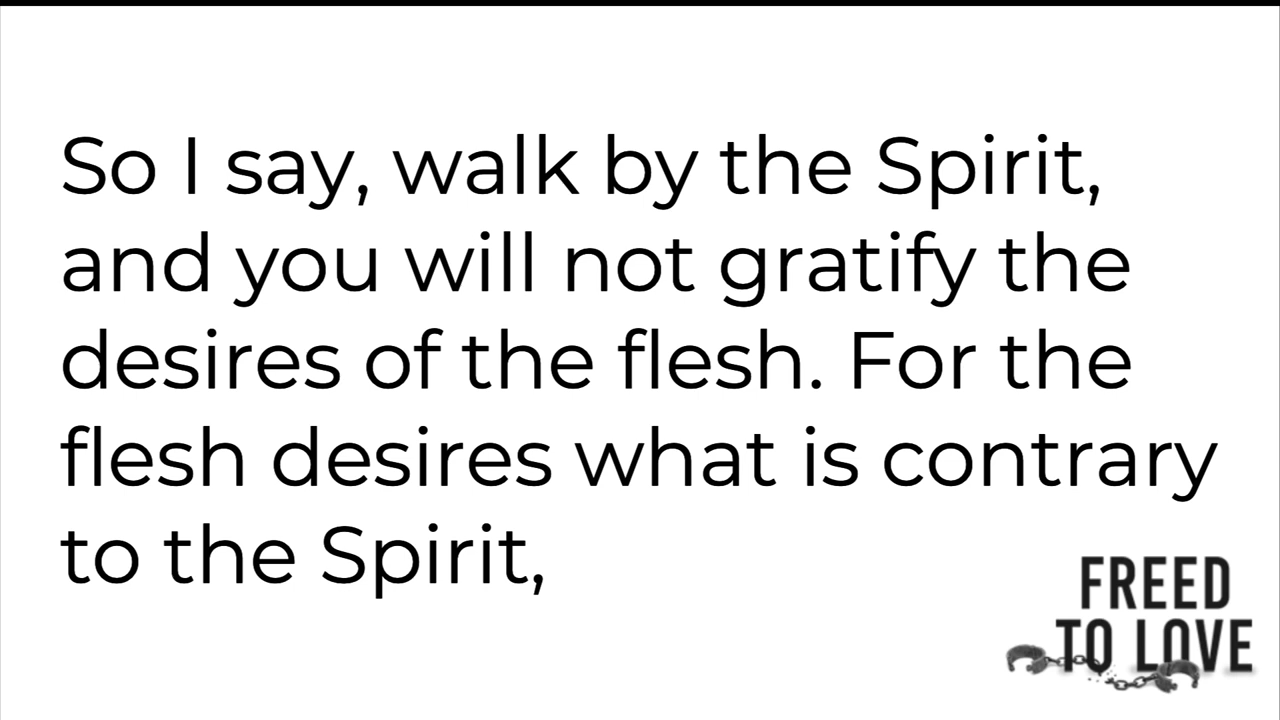 So I say, walk by the Spirit,
and you will not gratify the
desires of the flesh. For the
flesh desires what is contrary
to the Spirit,
FREED
TO LOVE